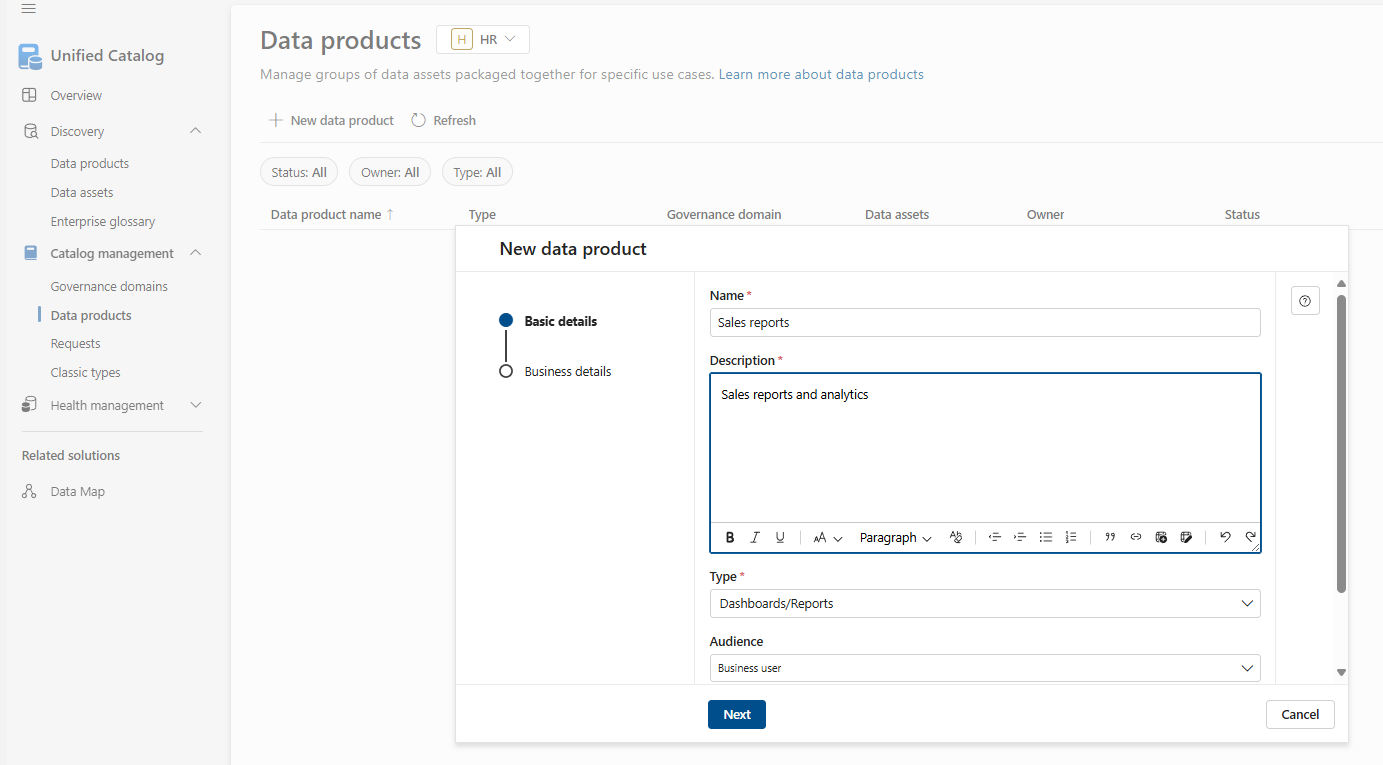 Unified Catalog
Overview
Discovery
Data products
Data assets
Enterprise glossary
Catalog management
Governance domains
Data products
Requests
Classic types
Health management
Related solutions
Data Map
Data products
H HR
Manage groups of data assets packaged together for specific use cases. Learn more about data products
New data product Refresh
Status: All Owner: All Type: All
Data product name ↑ Type Governance domain Data assets Owner Status
New data product
Basic details
Business details
Name *
Sales reports
Description *
Sales reports and analytics
B I U AA Paragraph
Type *
Dashboards/Reports
Audience
Business user
Next Cancel